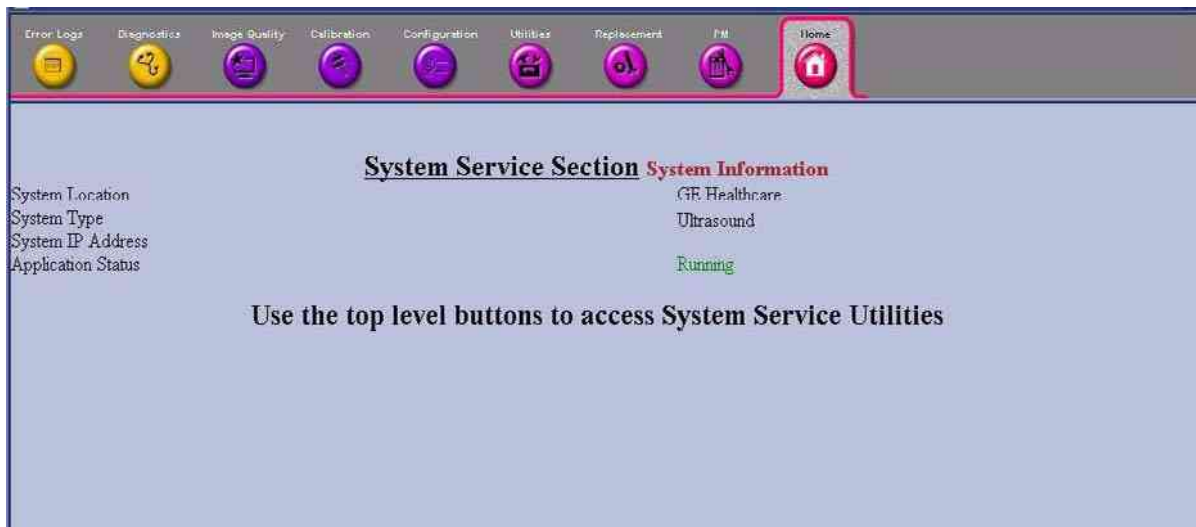 Error Logs Diagnostics Image Quality Calibration Configuration Utilities Replacement PM Home
System Service Section System Information
System Location GE Healthcare
System Type Ultrasound
System IP Address
Application Status Running
Use the top level buttons to access System Service Utilities